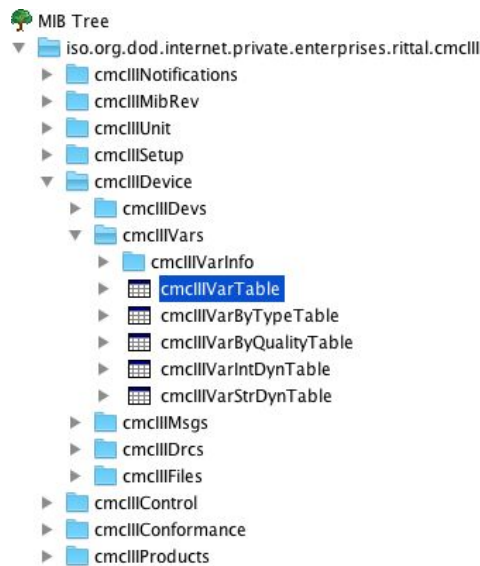 MIB Tree
iso.org.dod.internet.private.enterprises.rittal.cmcIII
cmcIIINotifications
cmcIIIMibRev
cmcIIIUnit
cmcIIISetup
cmcIIIDevice
cmcIIIDevs
cmcIIIVars
cmcIIIVarInfo
cmcIIIVarTable
cmcIIIVarByTypeTable
cmcIIIVarByQualityTable
cmcIIIVarIntDynTable
cmcIIIVarStrDynTable
cmcIIIMsgs
cmcIIIDrcs
cmcIIIFiles
cmcIIIControl
cmcIIIConformance
cmcIIIProducts